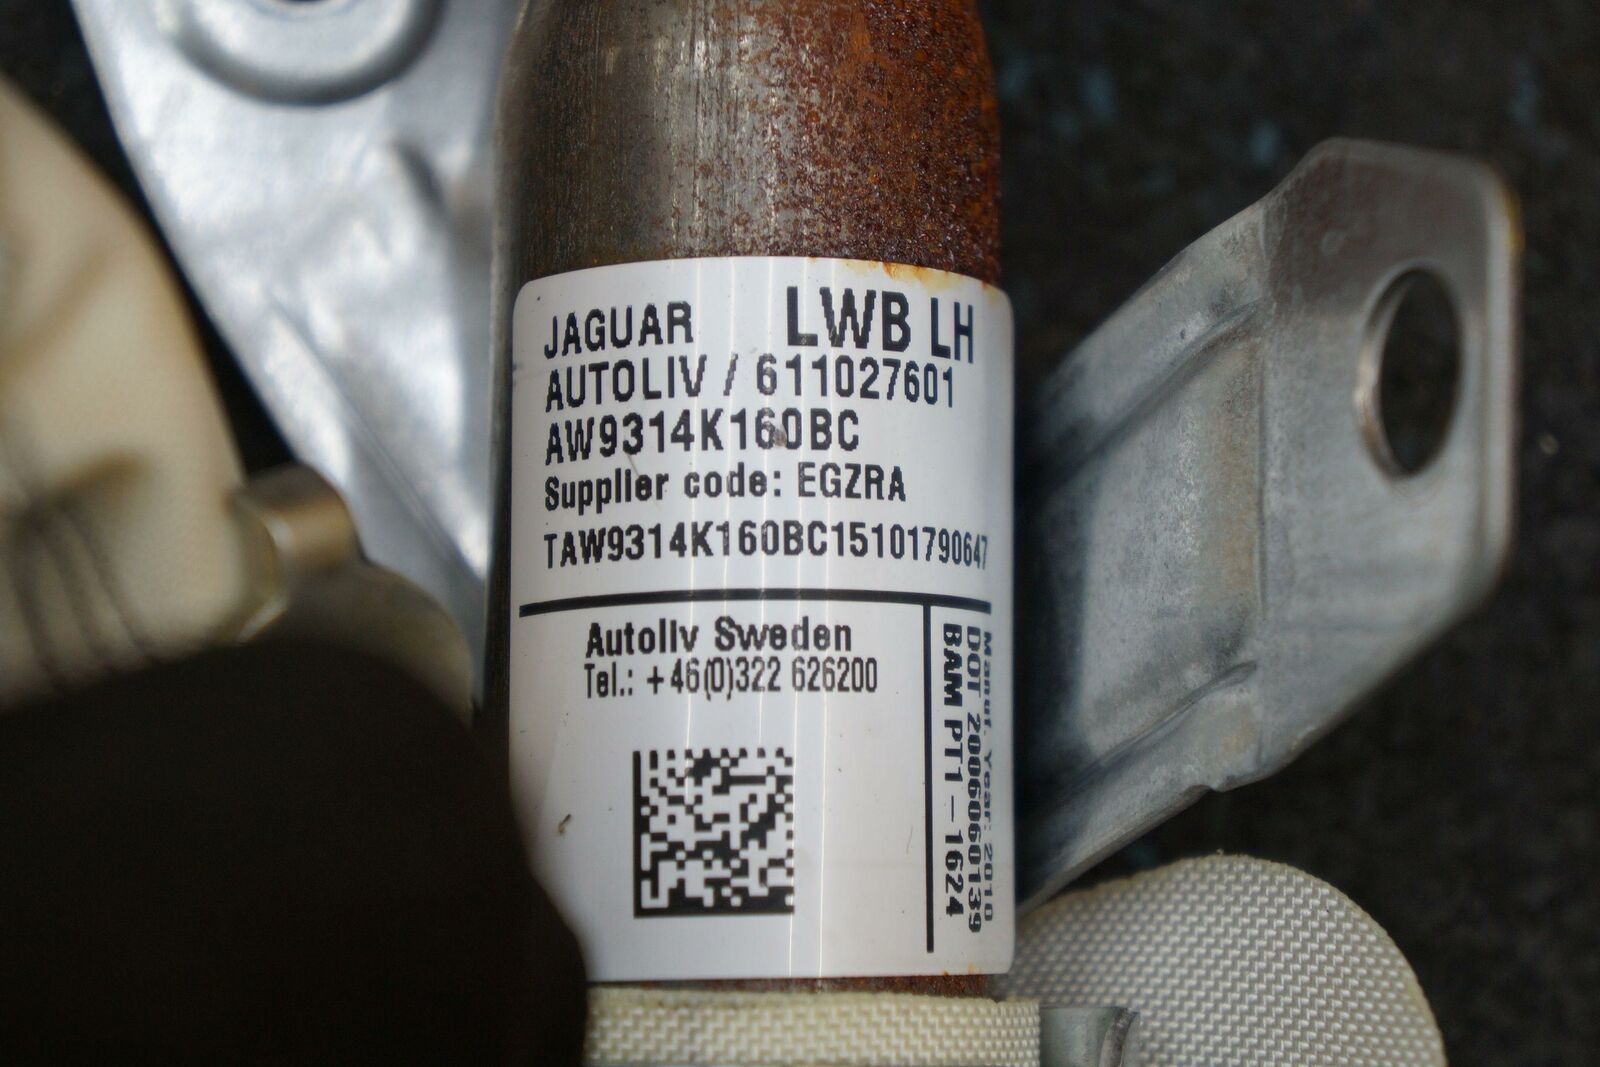 JAGUAR LWB LH
AUTOLIV / 611027601
AW9314K160BC
Supplier code: EGZRA
TAW9314K160BC15101790647
Autoliv Sweden
Tel.: +46(0)322 626200
Manuf. Year: 2010
DOT 2006060139
BAM PT1 - 1624